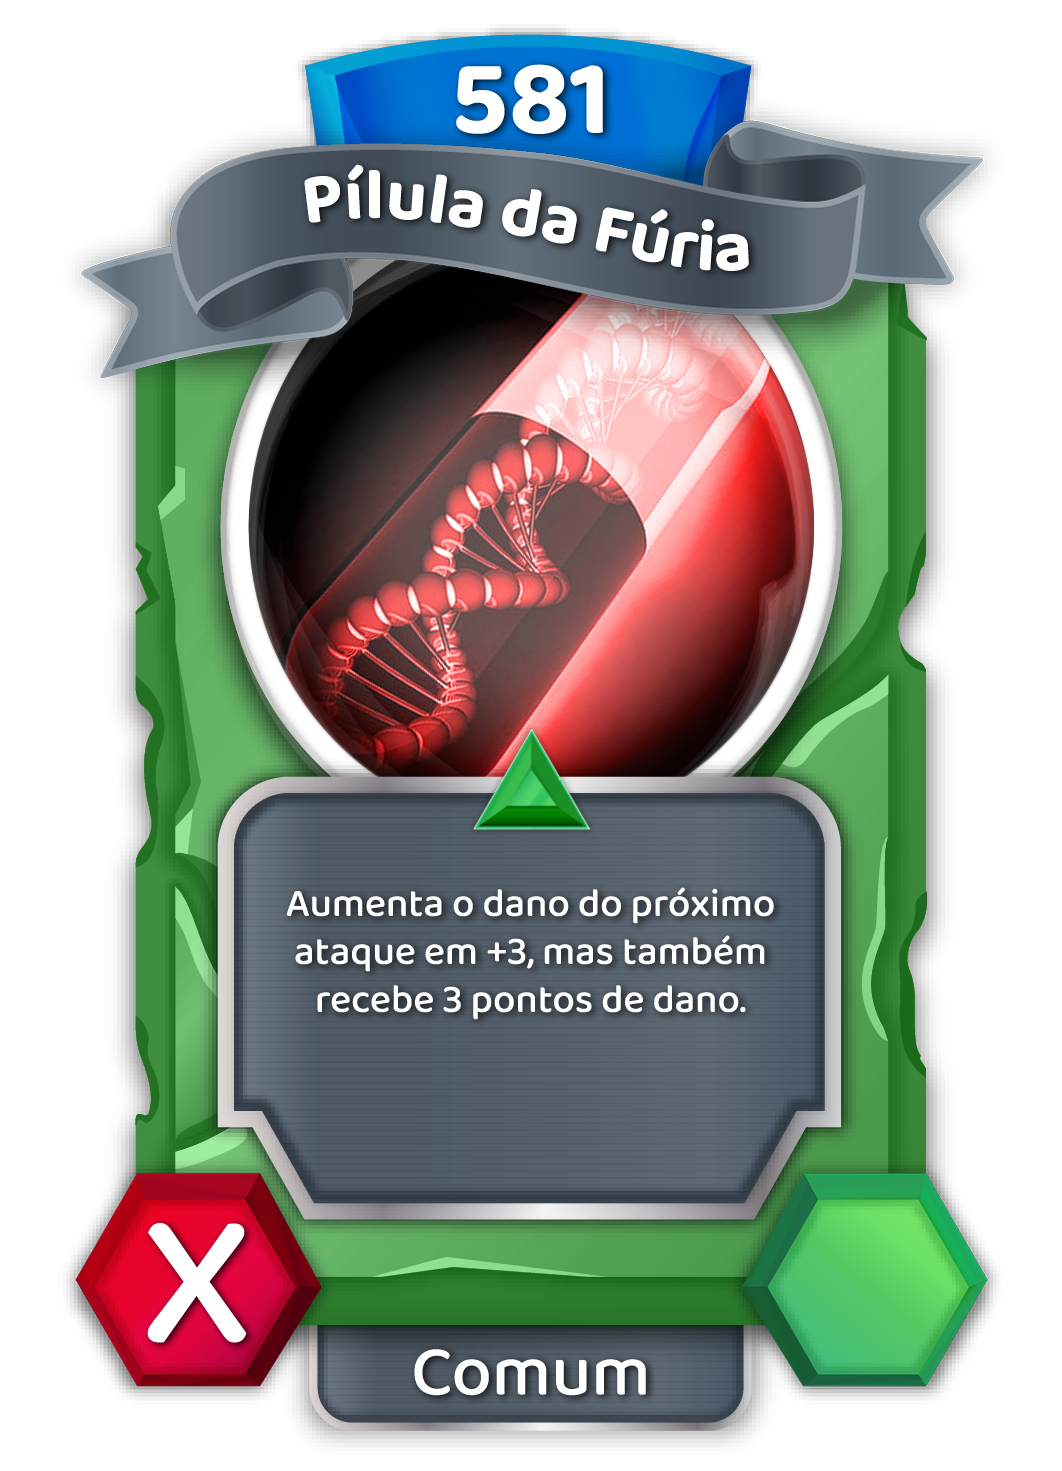 581
Pílula da Fúria
Aumenta o dano do próximo
ataque em +3, mas também
recebe 3 pontos de dano.
X
Comum